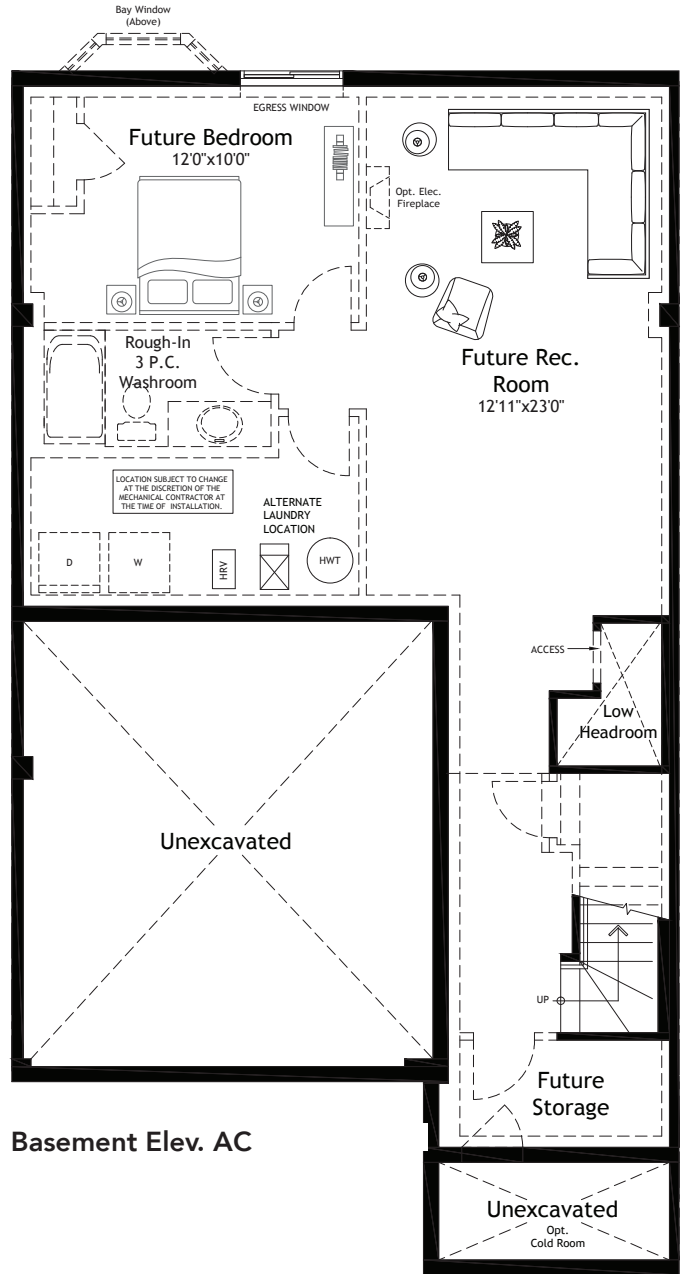 Bay Window
(Above)
EGRESS WINDOW
Future Bedroom
12'0"x10'0"
Opt. Elec.
Fireplace
Rough-In
3 P.C.
Washroom
Future Rec.
Room
12'11"x23'0"
LOCATION SUBJECT TO CHANGE
AT THE DISCRETION OF THE
MECHANICAL CONTRACTOR AT
THE TIME OF INSTALLATION.
ALTERNATE
LAUNDRY
LOCATION
D
W
HRV
HWT
ACCESS
Low
Headroom
Unexcavated
UP
Future
Storage
Basement Elev. AC
Unexcavated
Opt.
Cold Room